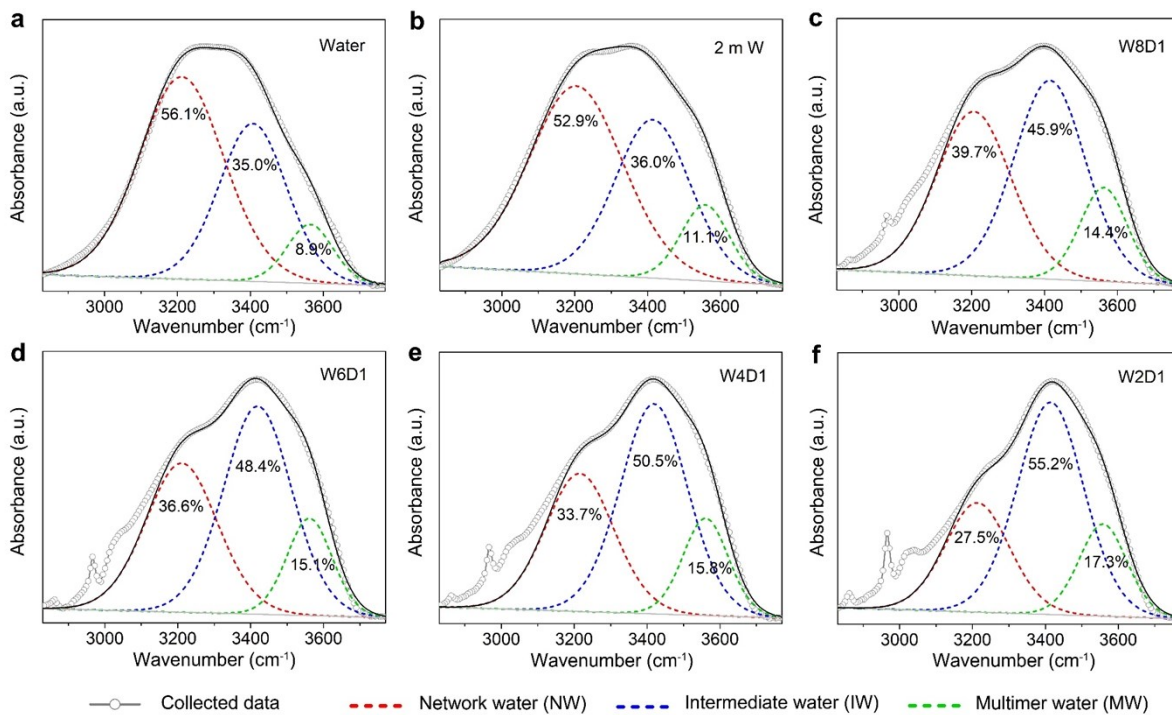 a
Water
56.1%
35.0%
8.9%
Absorbance (a.u.)
3000 3200 3400 3600
Wavenumber (cm⁻¹)
b
2 m W
52.9%
36.0%
11.1%
Absorbance (a.u.)
3000 3200 3400 3600
Wavenumber (cm⁻¹)
c
W8D1
45.9%
39.7%
14.4%
Absorbance (a.u.)
3000 3200 3400 3600
Wavenumber (cm⁻¹)
d
W6D1
48.4%
36.6%
15.1%
Absorbance (a.u.)
3000 3200 3400 3600
Wavenumber (cm⁻¹)
e
W4D1
50.5%
33.7%
15.8%
Absorbance (a.u.)
3000 3200 3400 3600
Wavenumber (cm⁻¹)
f
W2D1
55.2%
27.5%
17.3%
Absorbance (a.u.)
3000 3200 3400 3600
Wavenumber (cm⁻¹)
Collected data Network water (NW) Intermediate water (IW) Multimer water (MW)